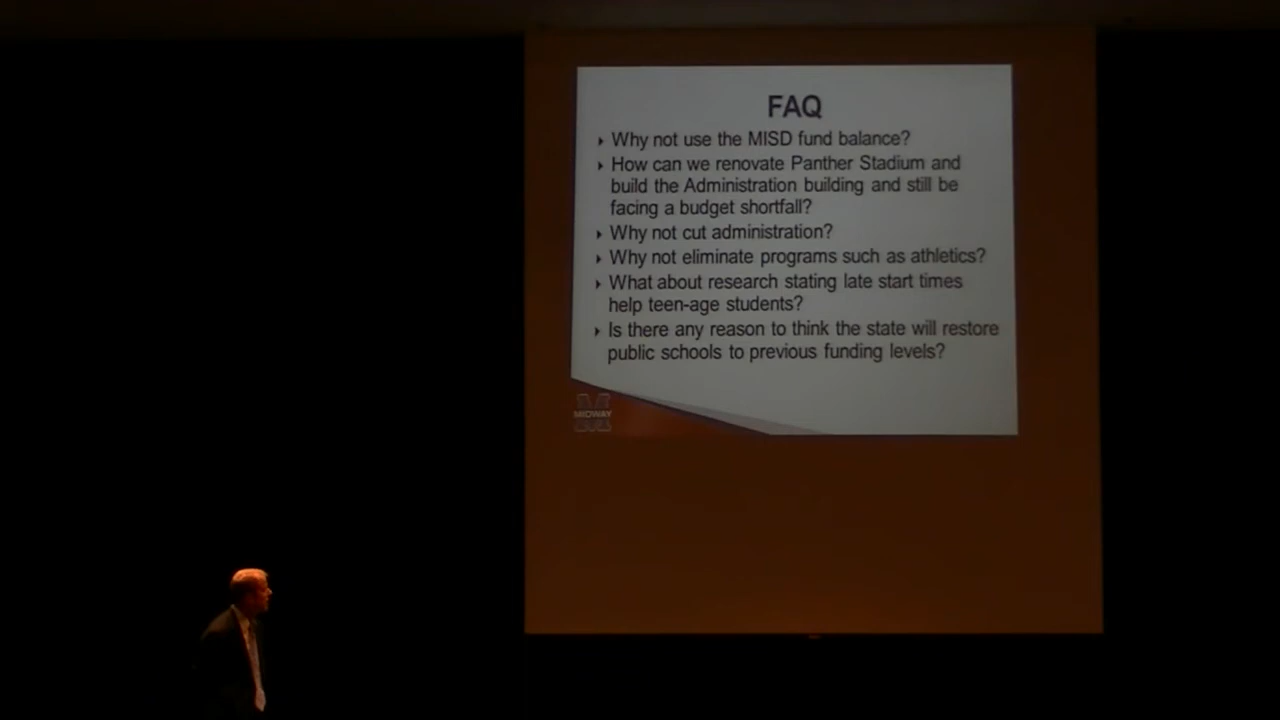 FAQ
Why not use the MISD fund balance?
How can we renovate Panther Stadium and
build the Administration building and still be
facing a budget shortfall?
Why not cut administration?
Why not eliminate programs such as athletics?
What about research stating late start times
help teen-age students?
Is there any reason to think the state will restore
public schools to previous funding levels?
M
MIDWAY